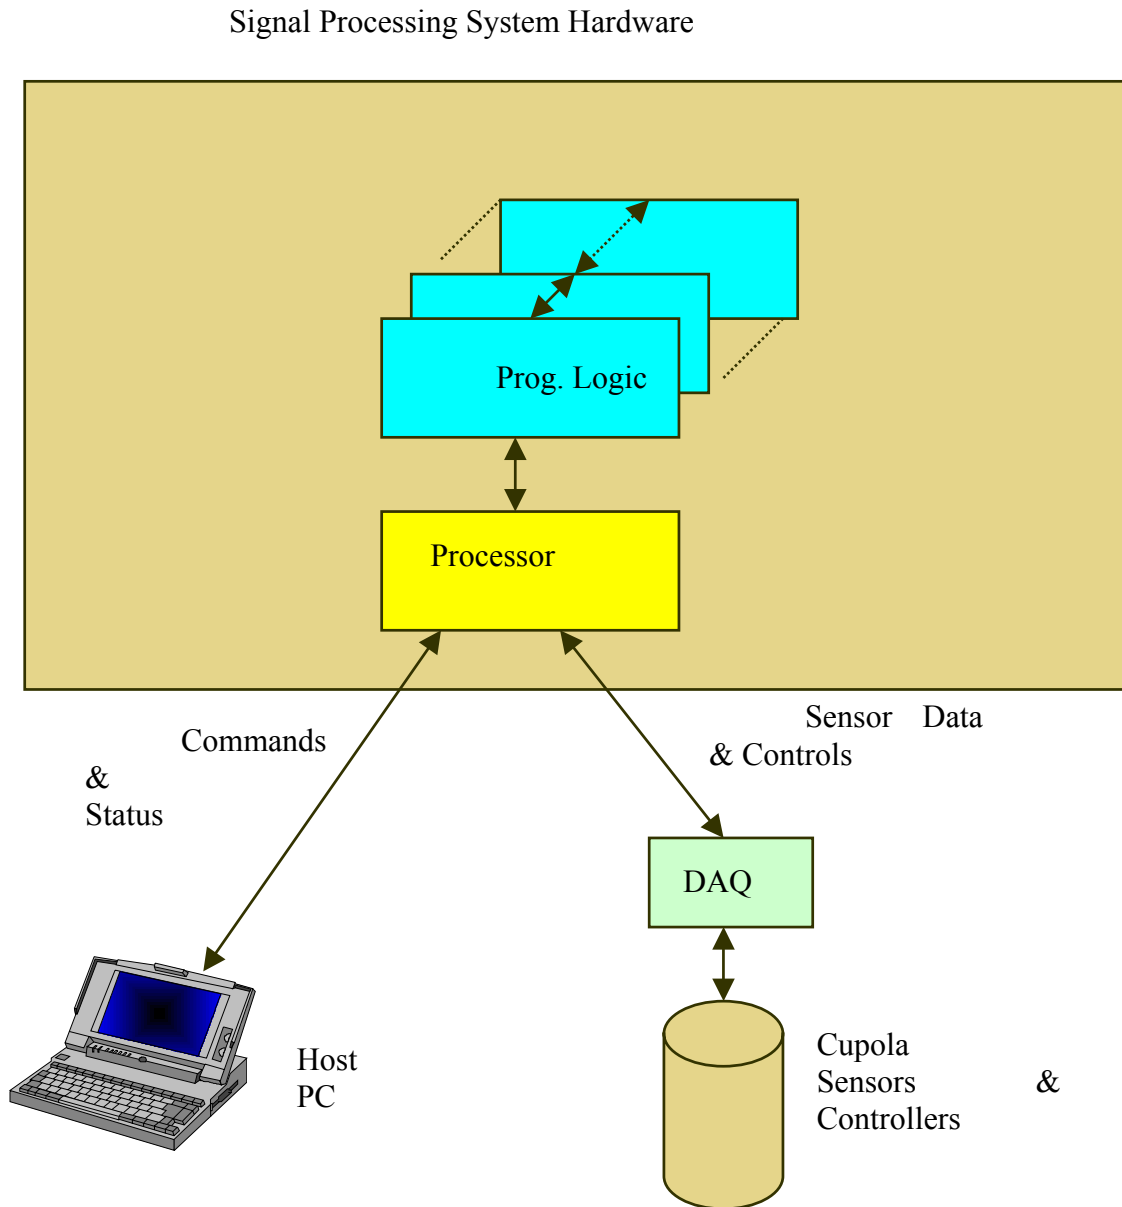 Signal Processing System Hardware
Prog. Logic
Processor
Commands
&
Status
Sensor Data
& Controls
DAQ
Host
PC
Cupola
Sensors &
Controllers